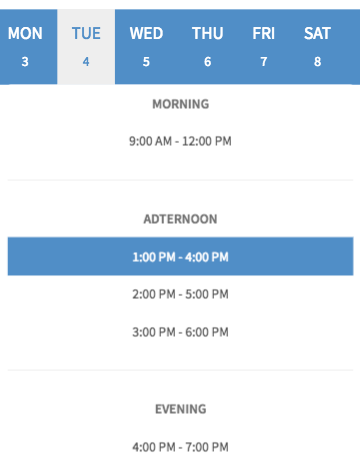 MON TUE WED THU FRI SAT
3 4 5 6 7 8
MORNING
9:00 AM - 12:00 PM
ADTERNOON
1:00 PM - 4:00 PM
2:00 PM - 5:00 PM
3:00 PM - 6:00 PM
EVENING
4:00 PM - 7:00 PM